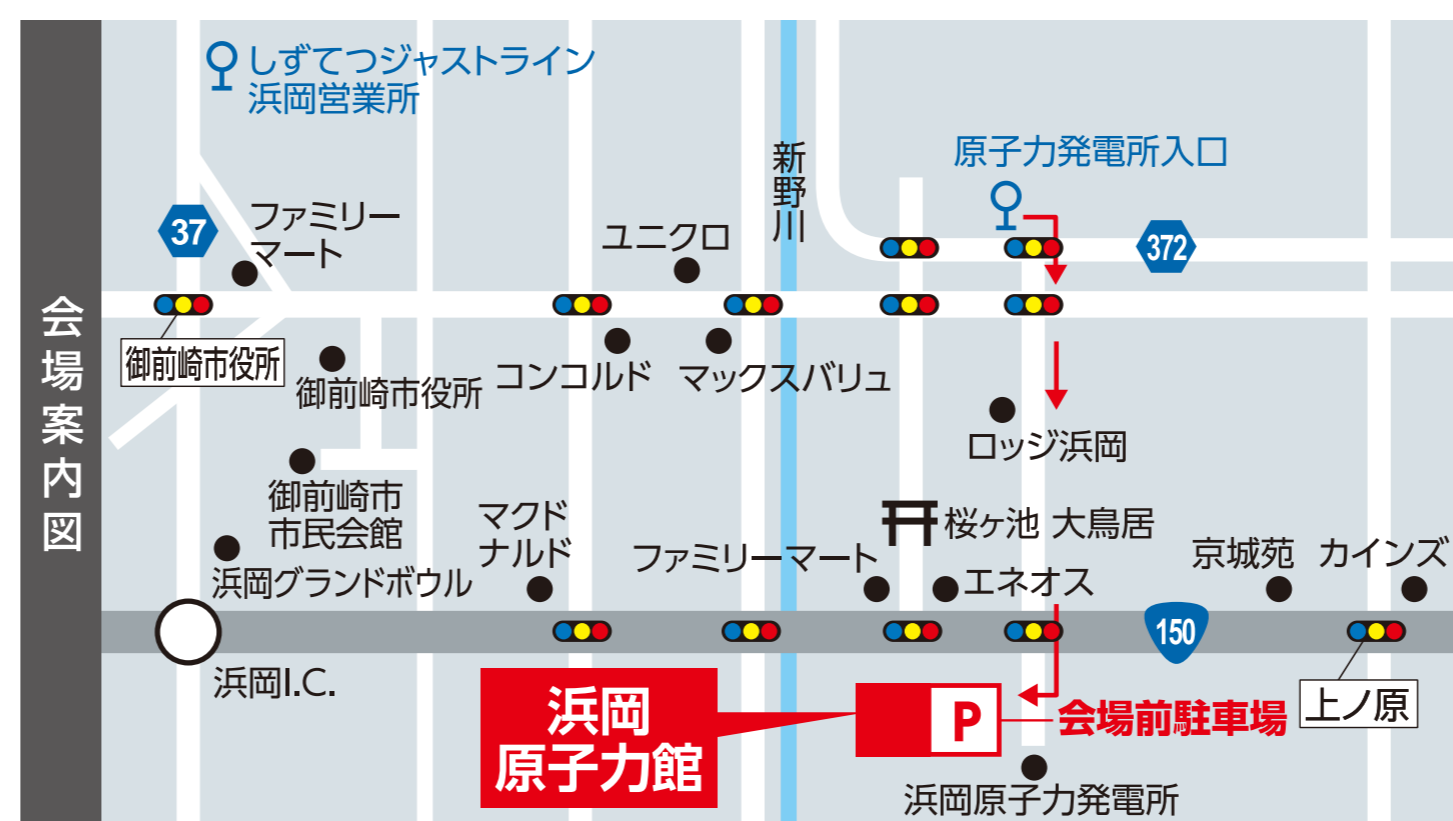 会場案内図
しずてつジャストライン
浜岡営業所
新野川
原子力発電所入口
37
ファミリー
マート
ユニクロ
372
御前崎市役所
御前崎市役所
コンコルド
マックスバリュ
ロッジ浜岡
御前崎市
市民会館
マクド
ナルド
桜ヶ池 大鳥居
浜岡グランドボウル
ファミリーマート
エネオス
京城苑
カインズ
150
浜岡I.C.
浜岡
原子力館
P
会場前駐車場
上ノ原
浜岡原子力発電所